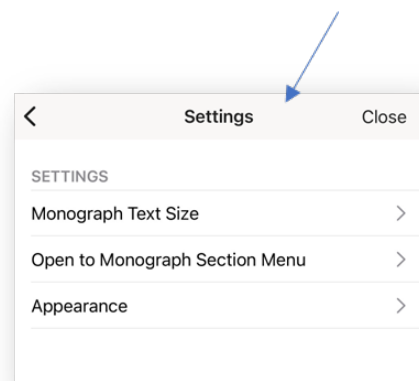 Settings Close
SETTINGS
Monograph Text Size
Open to Monograph Section Menu
Appearance